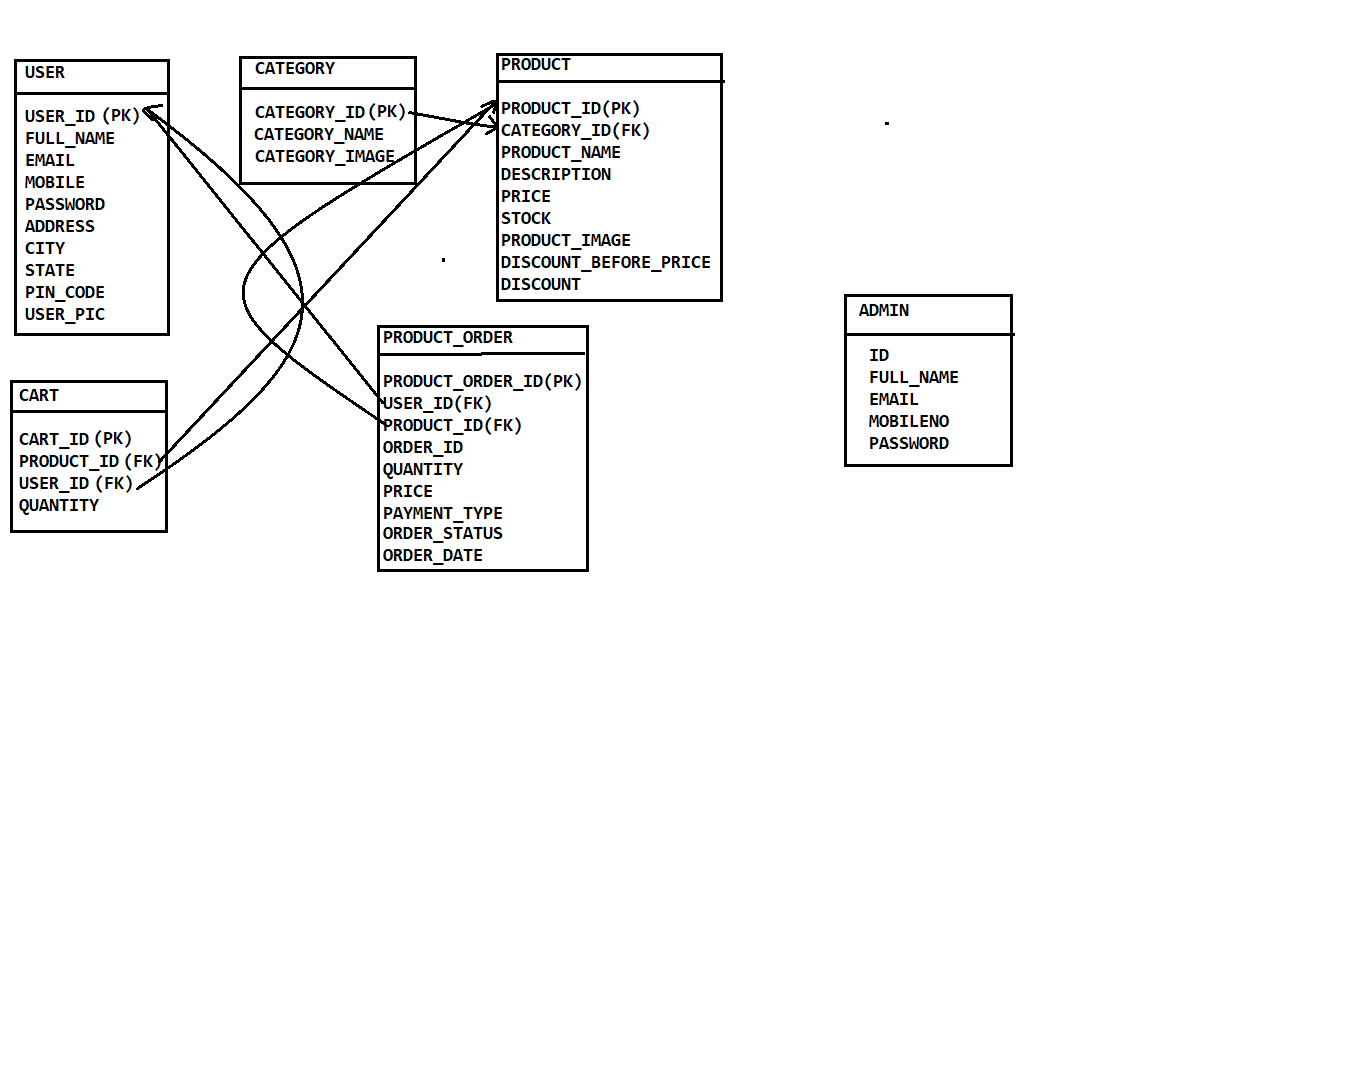 USER
USER_ID (PK)
FULL_NAME
EMAIL
MOBILE
PASSWORD
ADDRESS
CITY
STATE
PIN_CODE
USER_PIC
CATEGORY
CATEGORY_ID (PK)
CATEGORY_NAME
CATEGORY_IMAGE
PRODUCT
PRODUCT_ID(PK)
CATEGORY_ID(FK)
PRODUCT_NAME
DESCRIPTION
PRICE
STOCK
PRODUCT_IMAGE
DISCOUNT_BEFORE_PRICE
DISCOUNT
CART
CART_ID (PK)
PRODUCT_ID (FK)
USER_ID (FK)
QUANTITY
PRODUCT_ORDER
PRODUCT_ORDER_ID(PK)
USER_ID(FK)
PRODUCT_ID(FK)
ORDER_ID
QUANTITY
PRICE
PAYMENT_TYPE
ORDER_STATUS
ORDER_DATE
ADMIN
ID
FULL_NAME
EMAIL
MOBILENO
PASSWORD